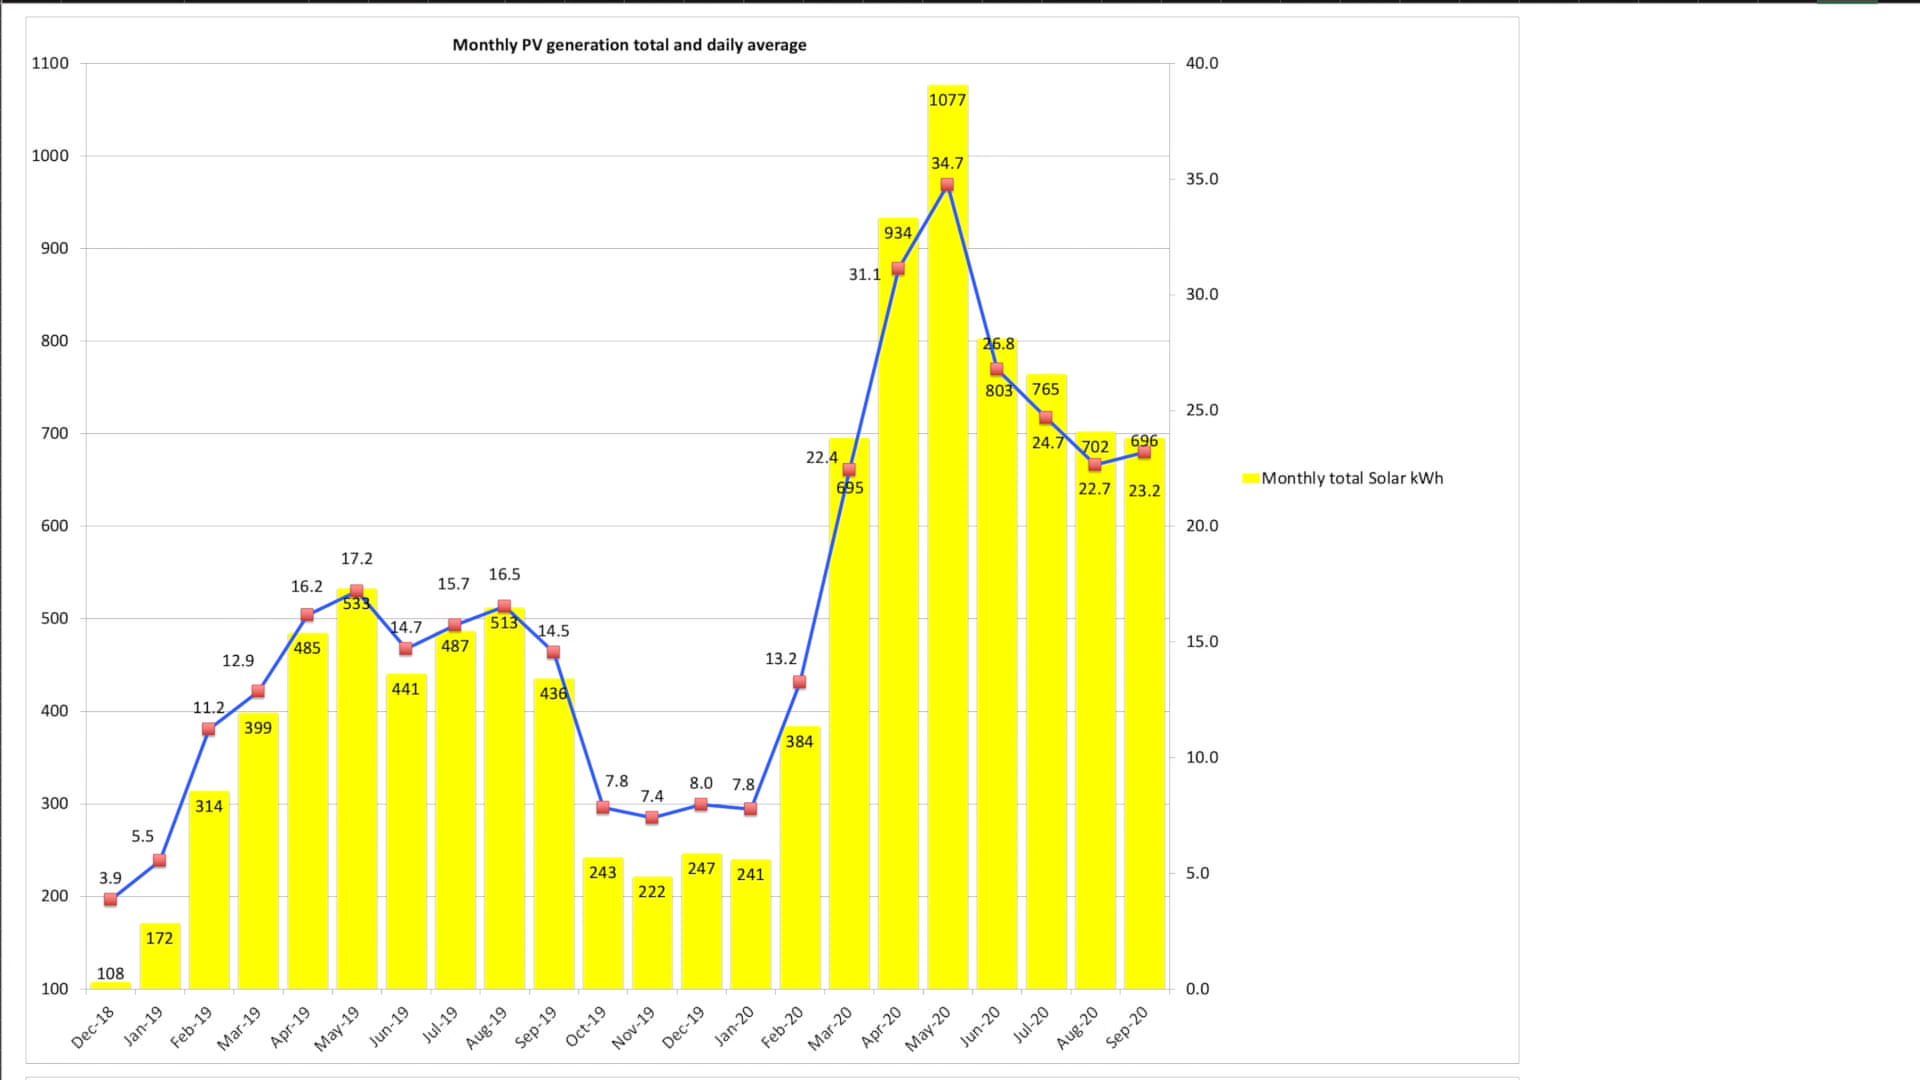 Monthly PV generation total and daily average
1100
1000
900
800
700
600
500
400
300
200
100
40.0
35.0
30.0
25.0
20.0
15.0
10.0
5.0
0.0
3.9
5.5
11.2
12.9
16.2
17.2
14.7
15.7
16.5
14.5
7.8
7.4
8.0
7.8
13.2
22.4
31.1
34.7
26.8
24.7
22.7
23.2
108
172
314
399
485
533
441
487
513
436
243
222
247
241
384
695
934
1077
803
765
702
696
Dec-18
Jan-19
Feb-19
Mar-19
Apr-19
May-19
Jun-19
Jul-19
Aug-19
Sep-19
Oct-19
Nov-19
Dec-19
Jan-20
Feb-20
Mar-20
Apr-20
May-20
Jun-20
Jul-20
Aug-20
Sep-20
Monthly total Solar kWh